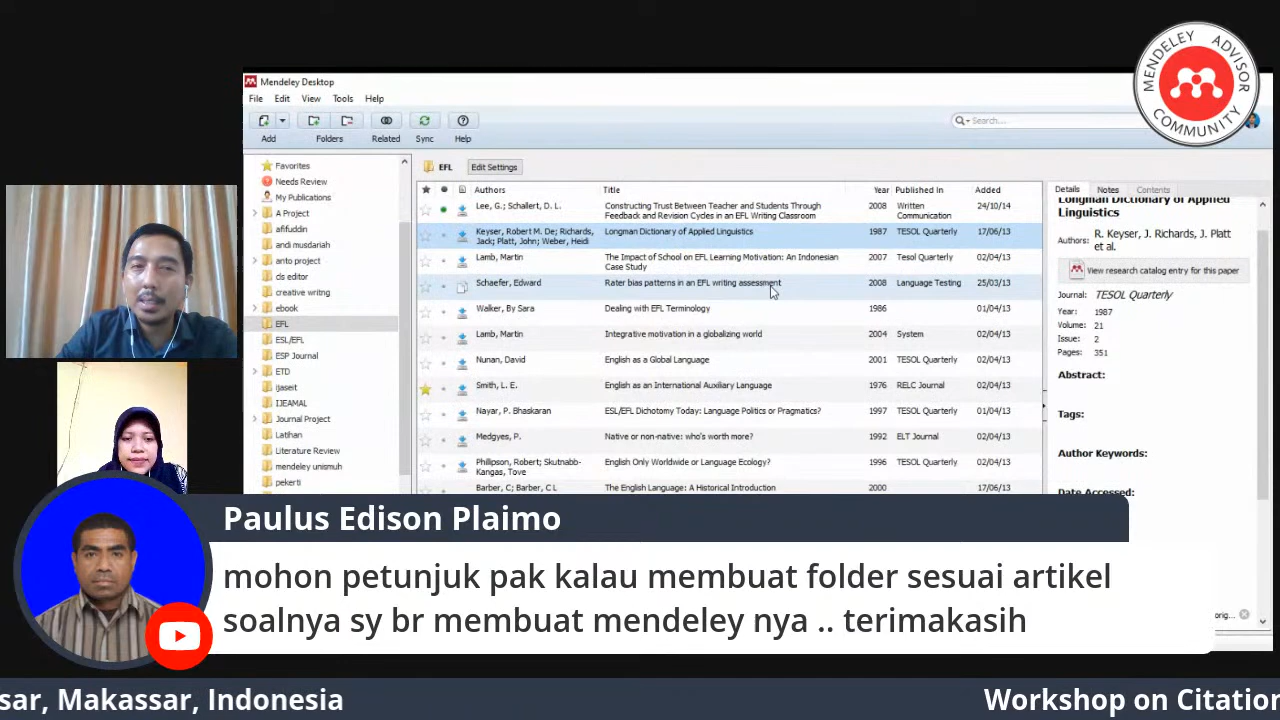 MENDELEY ADVISOR COMMUNITY
Mendeley Desktop
File Edit View Tools Help
Search...
Add Folders Related Sync Help
Favorites
Needs Review
My Publications
A Project
afifuddin
andi musdariah
anto project
cls editor
creative writng
ebook
EFL
ESL/EFL
ESP Journal
ETD
ijaseit
IJEAMAL
Journal Project
Latihan
Literature Review
mendeley unismuh
pekerti
EFL Edit Settings
Authors Title Year Published In Added
Lee, G.; Schallert, D. L. Constructing Trust Between Teacher and Students Through 2008 Written 24/10/14
Feedback and Revision Cycles in an EFL Writing Classroom Communication
Keyser, Robert M. De; Richards, Longman Dictionary of Applied Linguistics 1987 TESOL Quarterly 17/06/13
Jack; Platt, John; Weber, Heidi
Lamb, Martin The Impact of School on EFL Learning Motivation: An Indonesian 2007 Tesol Quarterly 02/04/13
Case Study
Schaefer, Edward Rater bias patterns in an EFL writing assessment 2008 Language Testing 25/03/13
Walker, By Sara Dealing with EFL Terminology 1986 01/04/13
Lamb, Martin Integrative motivation in a globalizing world 2004 System 02/04/13
Nunan, David English as a Global Language 2001 TESOL Quarterly 02/04/13
Smith, L. E. English as an International Auxiliary Language 1976 RELC Journal 02/04/13
Nayar, P. Bhaskaran ESL/EFL Dichotomy Today: Language Politics or Pragmatics? 1997 TESOL Quarterly 01/04/13
Medgyes, P. Native or non-native: who's worth more? 1992 ELT Journal 02/04/13
Phillipson, Robert; Skutnabb- English Only Worldwide or Language Ecology? 1996 TESOL Quarterly 02/04/13
Kangas, Tove
Barber, C; Barber, C L The English Language: A Historical Introduction 2000 17/06/13
Details Notes Contents
Longman Dictionary of Applied
Linguistics
Authors: R. Keyser, J. Richards, J. Platt
et al.
View research catalog entry for this paper
Journal: TESOL Quarterly
Year: 1987
Volume: 21
Issue: 2
Pages: 351
Abstract:
Tags:
Author Keywords:
Date Accessed:
orig...
Paulus Edison Plaimo
mohon petunjuk pak kalau membuat folder sesuai artikel
soalnya sy br membuat mendeley nya .. terimakasih
sar, Makassar, Indonesia
Workshop on Citation